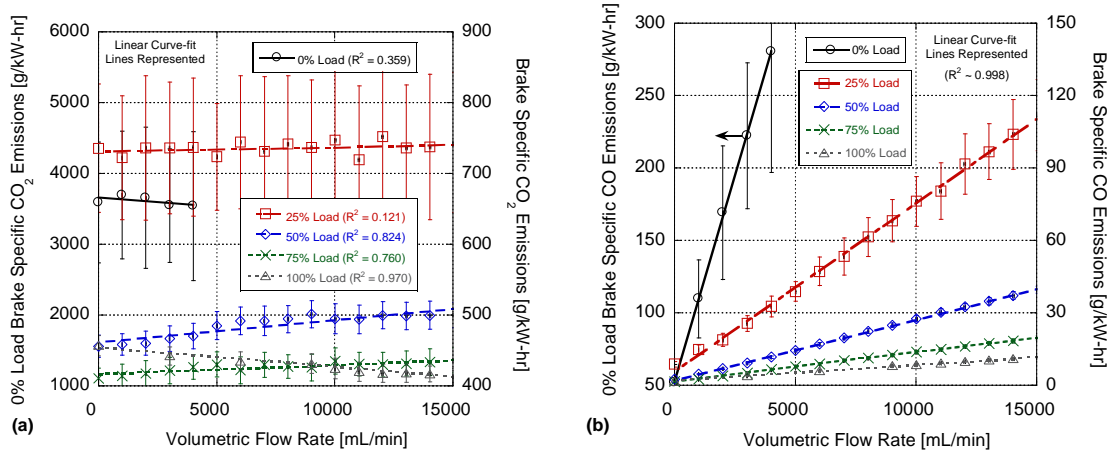 0% Load Brake Specific CO2 Emissions [g/kW-hr]
6000
5000
4000
3000
2000
1000
Linear Curve-fit
Lines Represented
0% Load (R2 = 0.359)
25% Load (R2 = 0.121)
50% Load (R2 = 0.824)
75% Load (R2 = 0.760)
100% Load (R2 = 0.970)
900
800
700
600
500
400
Brake Specific CO2 Emissions [g/kW-hr]
0
5000
10000
15000
(a)
Volumetric Flow Rate [mL/min]
0% Load Brake Specific CO Emissions [g/kW-hr]
300
250
200
150
100
50
0% Load
25% Load
50% Load
75% Load
100% Load
Linear Curve-fit
Lines Represented
(R2 ~ 0.998)
150
120
90
60
30
0
Brake Specific CO Emissions [g/kW-hr]
0
5000
10000
15000
(b)
Volumetric Flow Rate [mL/min]